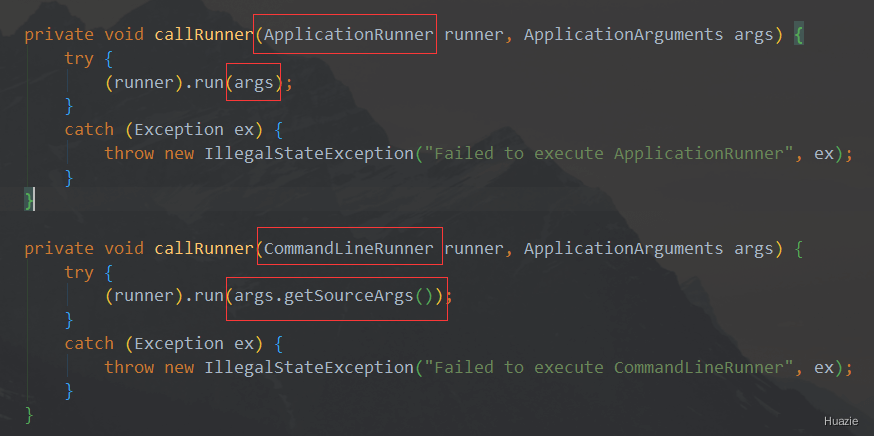 private void callRunner(ApplicationRunner runner, ApplicationArguments args) {
    try {
        (runner).run(args);
    }
    catch (Exception ex) {
        throw new IllegalStateException("Failed to execute ApplicationRunner", ex);
    }
}
private void callRunner(CommandLineRunner runner, ApplicationArguments args) {
    try {
        (runner).run(args.getSourceArgs());
    }
    catch (Exception ex) {
        throw new IllegalStateException("Failed to execute CommandLineRunner", ex);
    }
}
Huazie